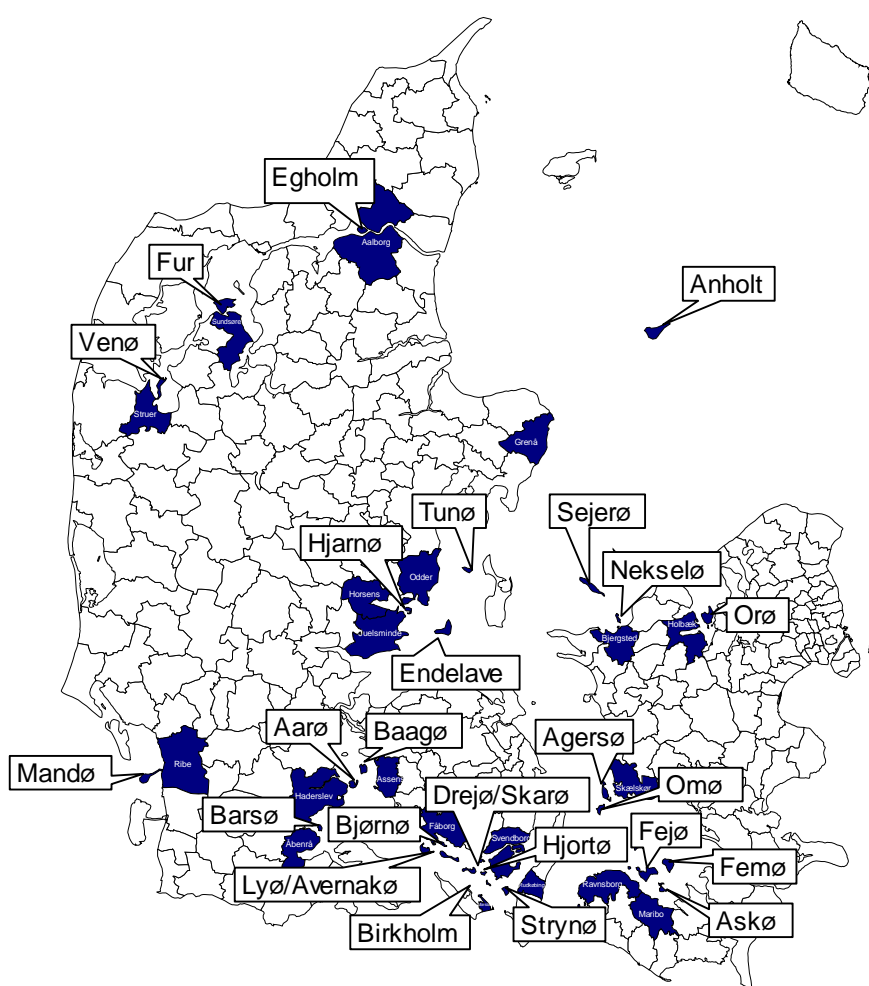 Egholm
Aalborg
Fur
Sundsøre
Anholt
Venø
Struer
Grenå
Tunø
Sejerø
Hjarnø
Odder
Nekselø
Horsens
Holbæk
Orø
Juelsminde
Bjergsted
Endelave
Aarø
Baagø
Agersø
Ribe
Mandø
Assens
Haderslev
Skælskør
Omø
Drejø/Skarø
Barsø
Bjørnø
Fåborg
Svendborg
Hjortø
Fejø
Åbenrå
Femø
Lyø/Avernakø
Rudkøbing
Ravnsborg
Maribo
Askø
Birkholm
Strynø